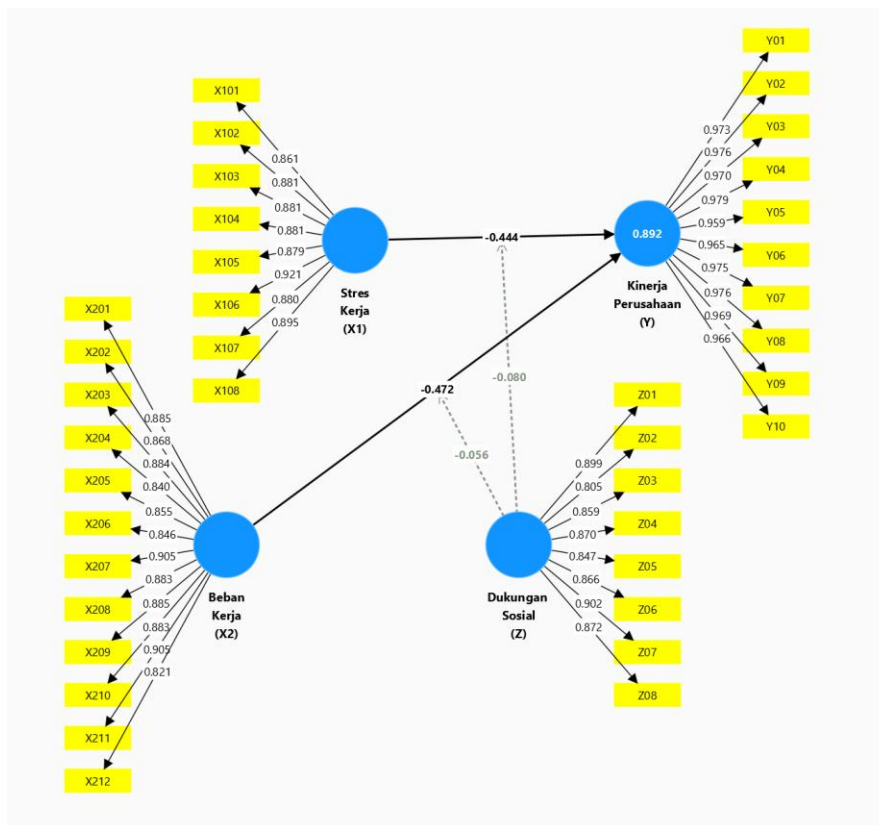 X101
X102
X103
X104
X105
X106
X107
X108
0.861
0.881
0.881
0.881
0.879
0.921
0.880
0.895
Stres
Kerja
(X1)
-0.444
0.892
Kinerja
Perusahaan
(Y)
0.973
0.976
0.970
0.979
0.959
0.965
0.975
0.976
0.969
0.966
Y01
Y02
Y03
Y04
Y05
Y06
Y07
Y08
Y09
Y10
X201
X202
X203
X204
X205
X206
X207
X208
X209
X210
X211
X212
0.885
0.868
0.884
0.840
0.855
0.846
0.905
0.883
0.885
0.883
0.905
0.821
Beban
Kerja
(X2)
-0.472
-0.080
-0.056
Dukungan
Sosial
(Z)
0.899
0.805
0.859
0.870
0.847
0.866
0.902
0.872
Z01
Z02
Z03
Z04
Z05
Z06
Z07
Z08